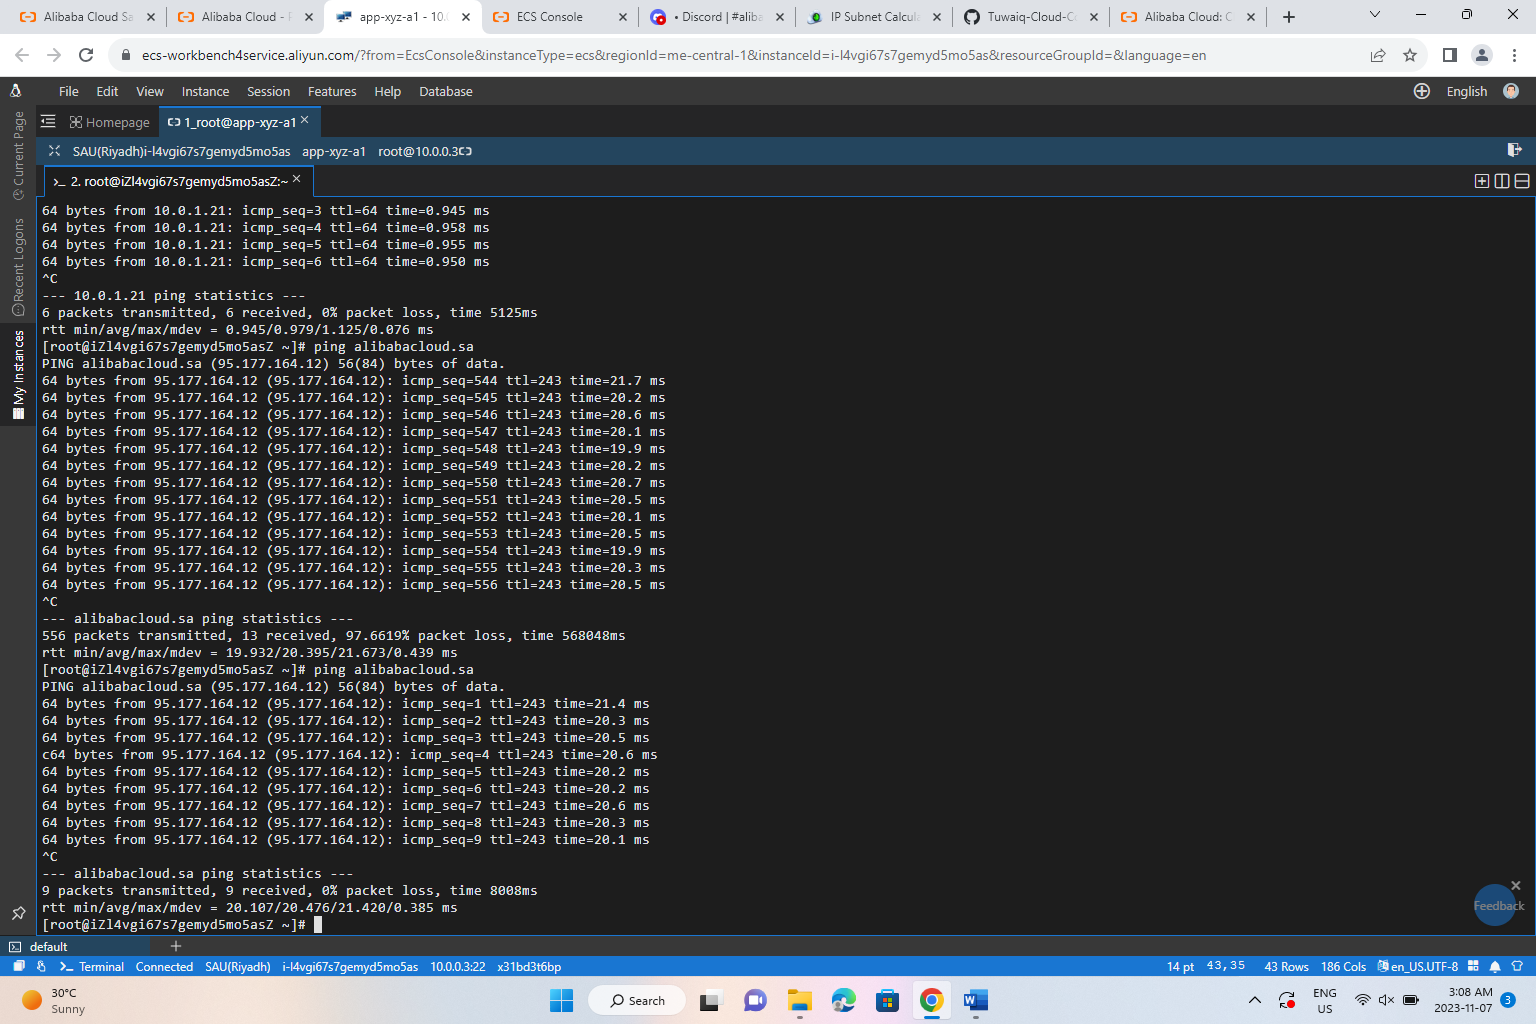 Alibaba Cloud Sa
Alibaba Cloud - P
app-xyz-a1 - 10.
ECS Console
• Discord | #aliba
IP Subnet Calcula
Tuwaiq-Cloud-C
Alibaba Cloud: C
ecs-workbench4service.aliyun.com/?from=EcsConsole&instanceType=ecs&regionId=me-central-1&instanceId=i-l4vgi67s7gemyd5mo5as&resourceGroupId=&language=en
File Edit View Instance Session Features Help Database
English
Homepage
1_root@app-xyz-a1
SAU(Riyadh)i-l4vgi67s7gemyd5mo5as app-xyz-a1 root@10.0.0.3
>_ 2. root@iZl4vgi67s7gemyd5mo5asZ:~
Current Page
Recent Logons
My Instances
64 bytes from 10.0.1.21: icmp_seq=3 ttl=64 time=0.945 ms
64 bytes from 10.0.1.21: icmp_seq=4 ttl=64 time=0.958 ms
64 bytes from 10.0.1.21: icmp_seq=5 ttl=64 time=0.955 ms
64 bytes from 10.0.1.21: icmp_seq=6 ttl=64 time=0.950 ms
^C
--- 10.0.1.21 ping statistics ---
6 packets transmitted, 6 received, 0% packet loss, time 5125ms
rtt min/avg/max/mdev = 0.945/0.979/1.125/0.076 ms
[root@iZl4vgi67s7gemyd5mo5asZ ~]# ping alibabacloud.sa
PING alibabacloud.sa (95.177.164.12) 56(84) bytes of data.
64 bytes from 95.177.164.12 (95.177.164.12): icmp_seq=544 ttl=243 time=21.7 ms
64 bytes from 95.177.164.12 (95.177.164.12): icmp_seq=545 ttl=243 time=20.2 ms
64 bytes from 95.177.164.12 (95.177.164.12): icmp_seq=546 ttl=243 time=20.6 ms
64 bytes from 95.177.164.12 (95.177.164.12): icmp_seq=547 ttl=243 time=20.1 ms
64 bytes from 95.177.164.12 (95.177.164.12): icmp_seq=548 ttl=243 time=19.9 ms
64 bytes from 95.177.164.12 (95.177.164.12): icmp_seq=549 ttl=243 time=20.2 ms
64 bytes from 95.177.164.12 (95.177.164.12): icmp_seq=550 ttl=243 time=20.7 ms
64 bytes from 95.177.164.12 (95.177.164.12): icmp_seq=551 ttl=243 time=20.5 ms
64 bytes from 95.177.164.12 (95.177.164.12): icmp_seq=552 ttl=243 time=20.1 ms
64 bytes from 95.177.164.12 (95.177.164.12): icmp_seq=553 ttl=243 time=20.5 ms
64 bytes from 95.177.164.12 (95.177.164.12): icmp_seq=554 ttl=243 time=19.9 ms
64 bytes from 95.177.164.12 (95.177.164.12): icmp_seq=555 ttl=243 time=20.3 ms
64 bytes from 95.177.164.12 (95.177.164.12): icmp_seq=556 ttl=243 time=20.5 ms
^C
--- alibabacloud.sa ping statistics ---
556 packets transmitted, 13 received, 97.6619% packet loss, time 568048ms
rtt min/avg/max/mdev = 19.932/20.395/21.673/0.439 ms
[root@iZl4vgi67s7gemyd5mo5asZ ~]# ping alibabacloud.sa
PING alibabacloud.sa (95.177.164.12) 56(84) bytes of data.
64 bytes from 95.177.164.12 (95.177.164.12): icmp_seq=1 ttl=243 time=21.4 ms
64 bytes from 95.177.164.12 (95.177.164.12): icmp_seq=2 ttl=243 time=20.3 ms
64 bytes from 95.177.164.12 (95.177.164.12): icmp_seq=3 ttl=243 time=20.5 ms
c64 bytes from 95.177.164.12 (95.177.164.12): icmp_seq=4 ttl=243 time=20.6 ms
64 bytes from 95.177.164.12 (95.177.164.12): icmp_seq=5 ttl=243 time=20.2 ms
64 bytes from 95.177.164.12 (95.177.164.12): icmp_seq=6 ttl=243 time=20.2 ms
64 bytes from 95.177.164.12 (95.177.164.12): icmp_seq=7 ttl=243 time=20.6 ms
64 bytes from 95.177.164.12 (95.177.164.12): icmp_seq=8 ttl=243 time=20.3 ms
64 bytes from 95.177.164.12 (95.177.164.12): icmp_seq=9 ttl=243 time=20.1 ms
^C
--- alibabacloud.sa ping statistics ---
9 packets transmitted, 9 received, 0% packet loss, time 8008ms
rtt min/avg/max/mdev = 20.107/20.476/21.420/0.385 ms
[root@iZl4vgi67s7gemyd5mo5asZ ~]#
Feedback
default
Terminal Connected SAU(Riyadh) i-l4vgi67s7gemyd5mo5as 10.0.0.3:22 x31bd3t6bp
14 pt 43,35 43 Rows 186 Cols en_US.UTF-8
30°C
Sunny
Search
ENG
US
3:08 AM
2023-11-07
3